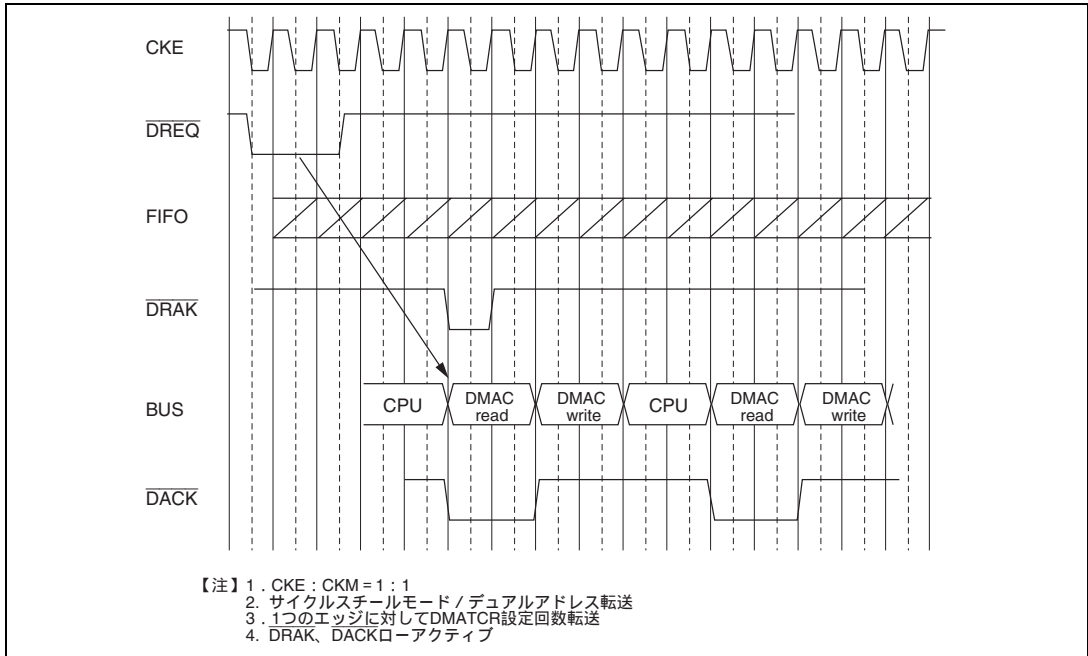 CKE
DREQ
FIFO
DRAK
BUS
CPU
DMAC
read
DMAC
write
CPU
DMAC
read
DMAC
write
DACK
【注】1．CKE：CKM = 1：1
2. サイクルスチールモード / デュアルアドレス転送
3．1つのエッジに対してDMATCR設定回数転送
4. DRAK、DACKローアクティブ